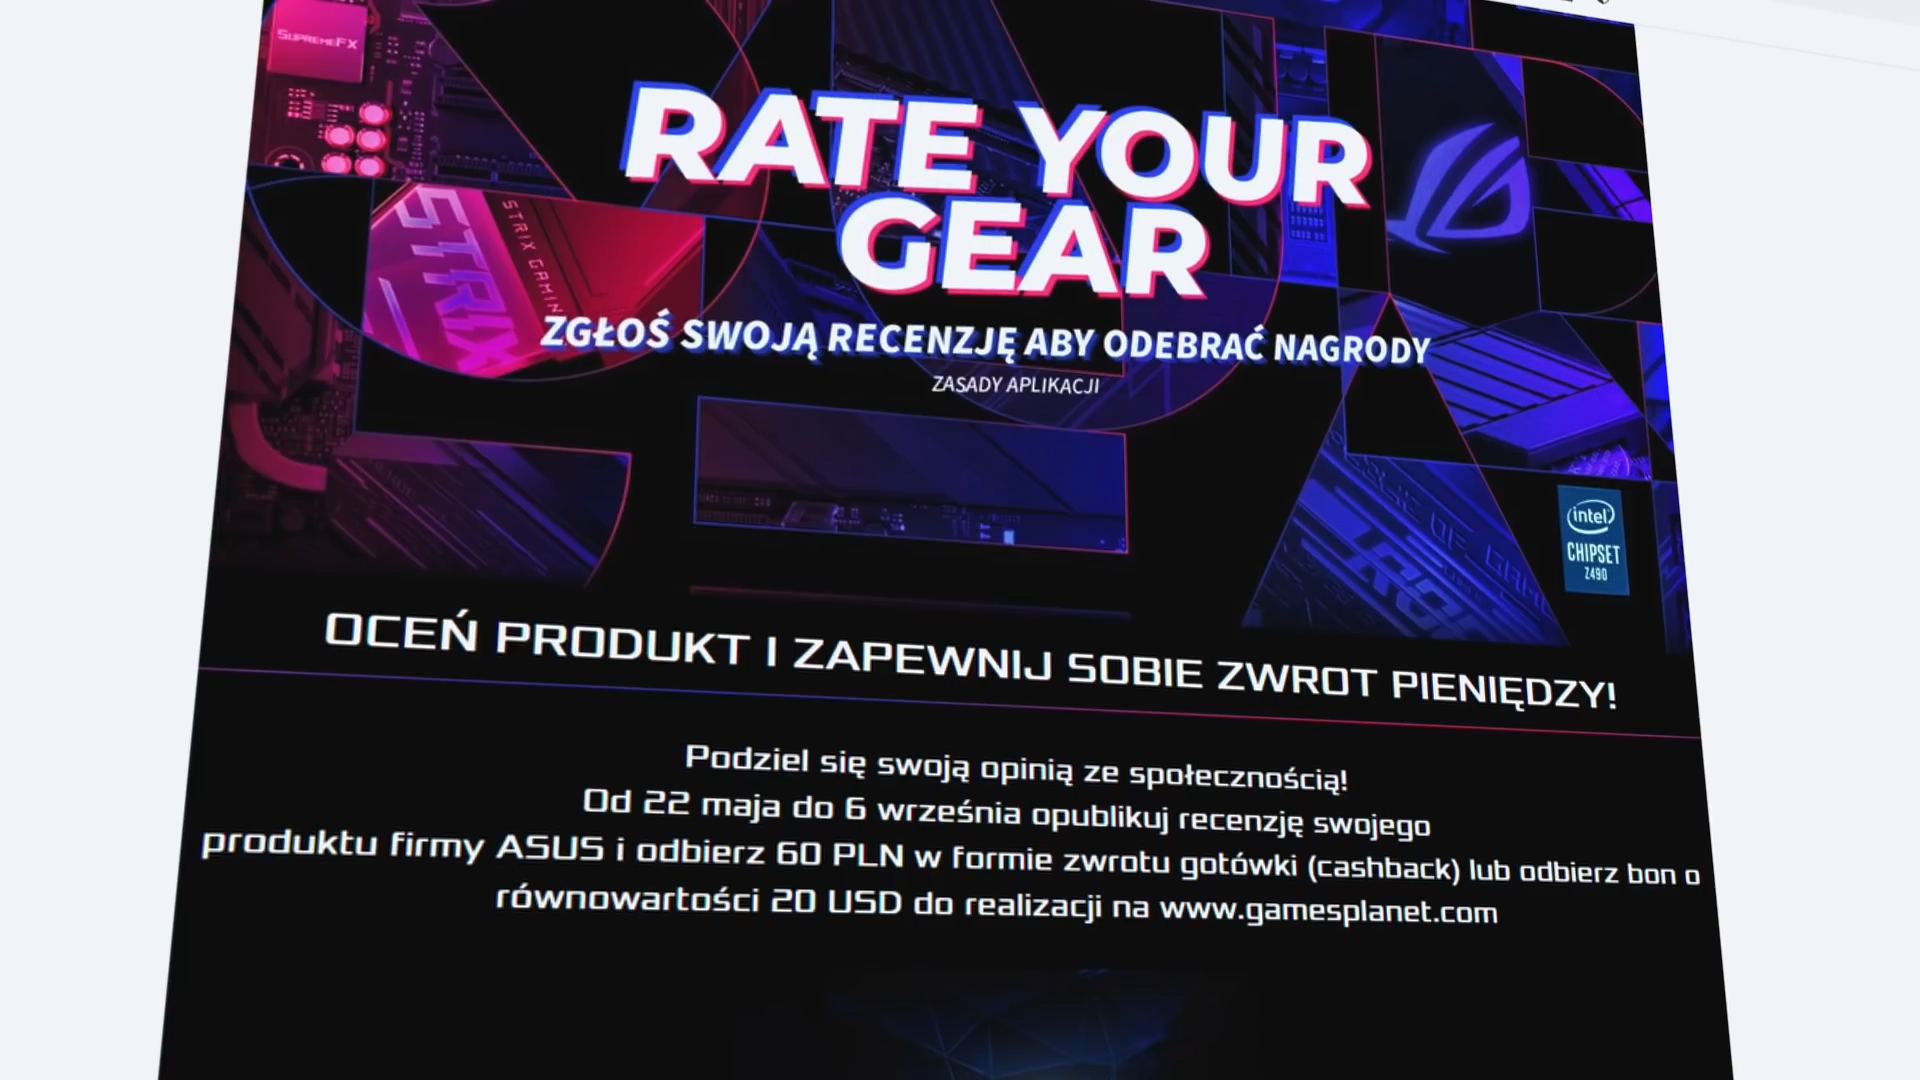 SUPREMEFX
RATE YOUR
GEAR
STRIX
STRIX GAMIN
ZGŁOŚ SWOJĄ RECENZJĘ ABY ODEBRAĆ NAGRODY
ZASADY APLIKACJI
intel
CHIPSET
Z490
OCEŃ PRODUKT I ZAPEWNIJ SOBIE ZWROT PIENIĘDZY!
Podziel się swoją opinią ze społecznością!
Od 22 maja do 6 września opublikuj recenzję swojego
produktu firmy ASUS i odbierz 60 PLN w formie zwrotu gotówki (cashback) lub odbierz bon o
równowartości 20 USD do realizacji na www.gamesplanet.com